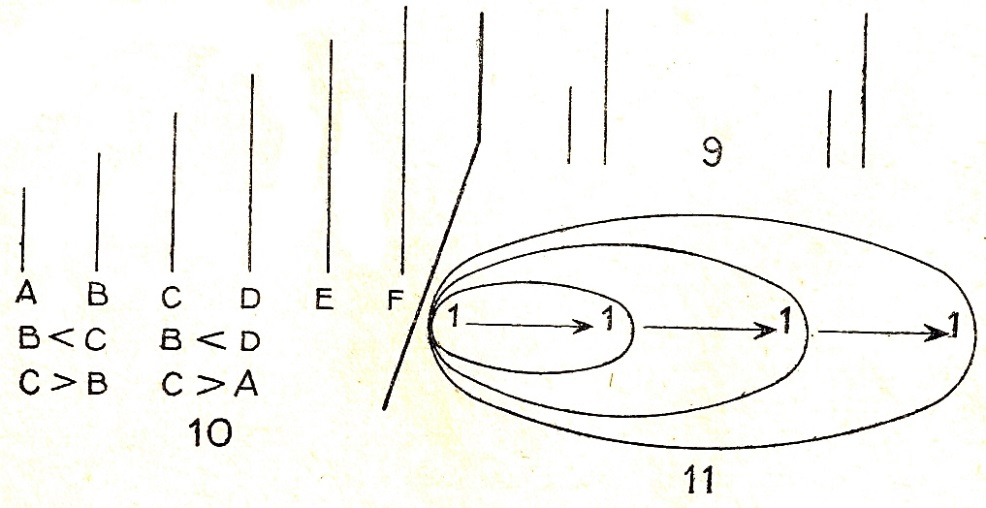 9
A B C D E F
B < C B < D
C > B C > A
10
1 1 1 1
11